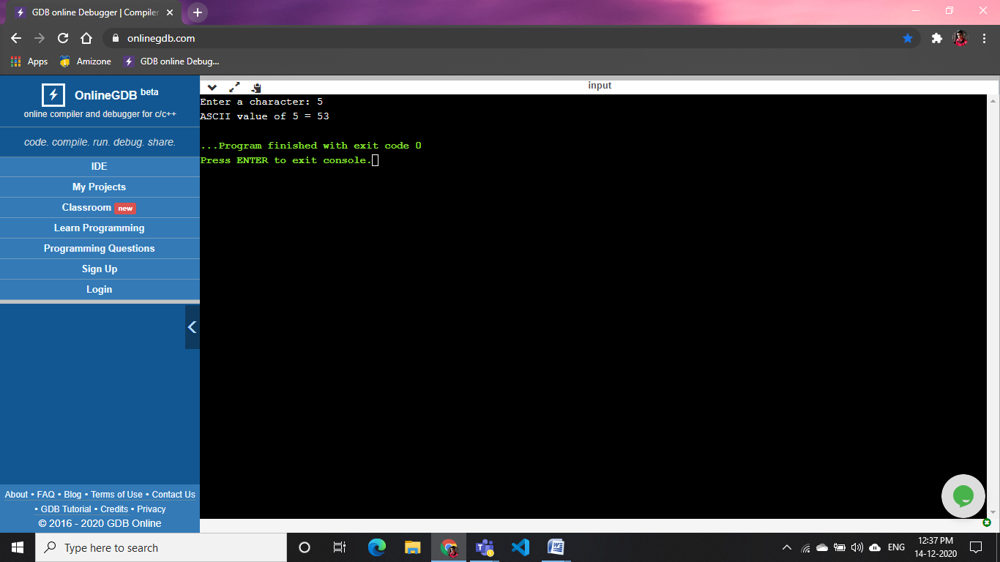 GDB online Debugger | Compiler
onlinegdb.com
Apps Amizone GDB online Debug...
OnlineGDB beta
online compiler and debugger for c/c++
code. compile. run. debug. share.
IDE
My Projects
Classroom new
Learn Programming
Programming Questions
Sign Up
Login
input
Enter a character: 5
ASCII value of 5 = 53
...Program finished with exit code 0
Press ENTER to exit console.
About • FAQ • Blog • Terms of Use • Contact Us
• GDB Tutorial • Credits • Privacy
© 2016 - 2020 GDB Online
Type here to search
ENG
12:37 PM
14-12-2020